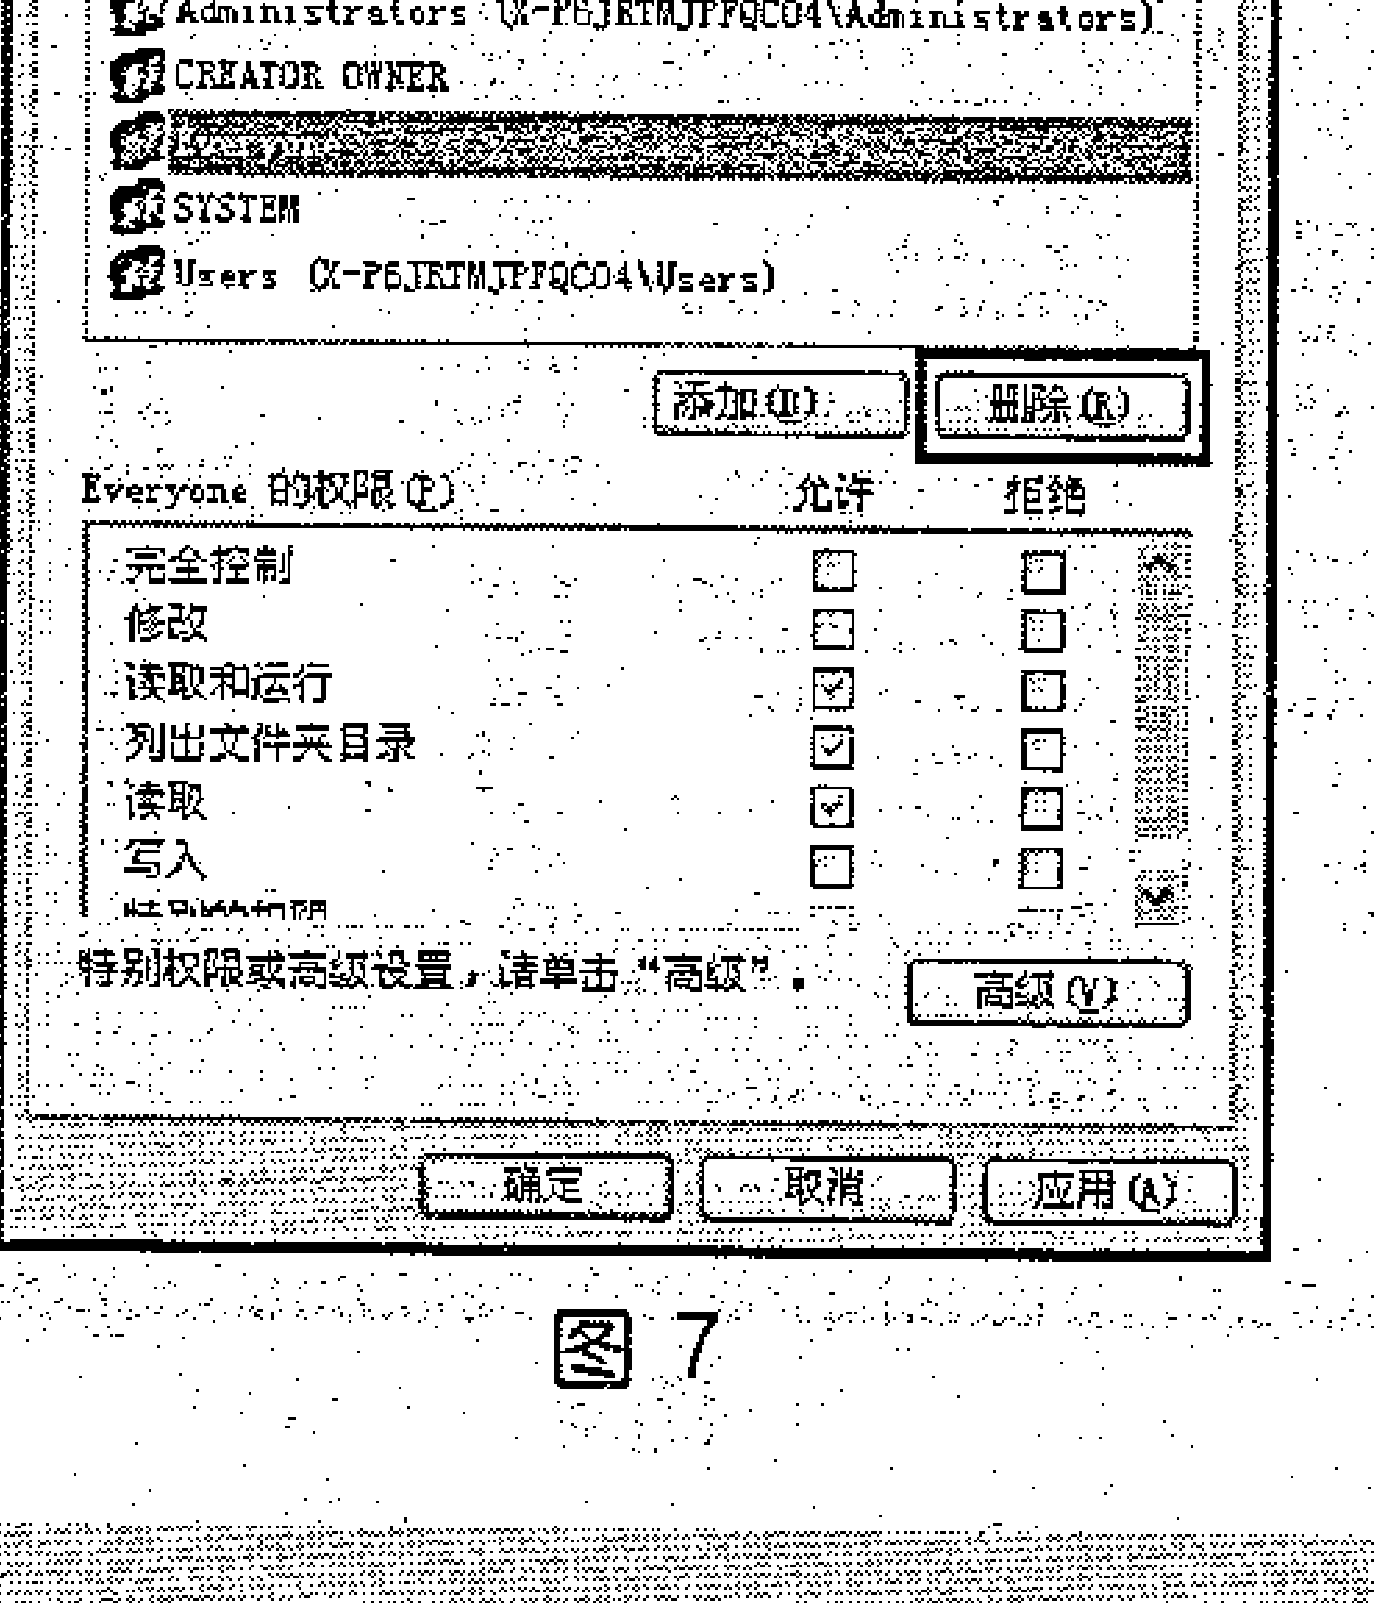 Administrators (X-P6JRTMJPFQCO4\Administrators)
CREATOR OWNER
Everyone
SYSTEM
Users (X-P6JRTMJPFQCO4\Users)
添加(D)... 删除(R)
Everyone 的权限(P) 允许 拒绝
完全控制
修改
读取和运行
列出文件夹目录
读取
写入
特别权限或高级设置，请单击“高级”。 高级(V)
确定 取消 应用(A)
图 7